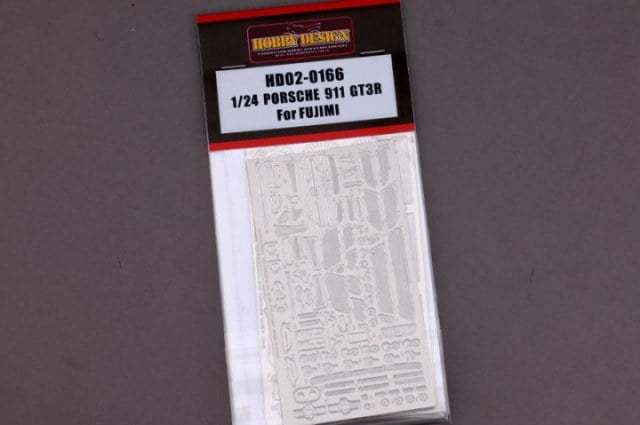 HOBBY DESIGN
HD02-0166
1/24 PORSCHE 911 GT3R
For FUJIMI